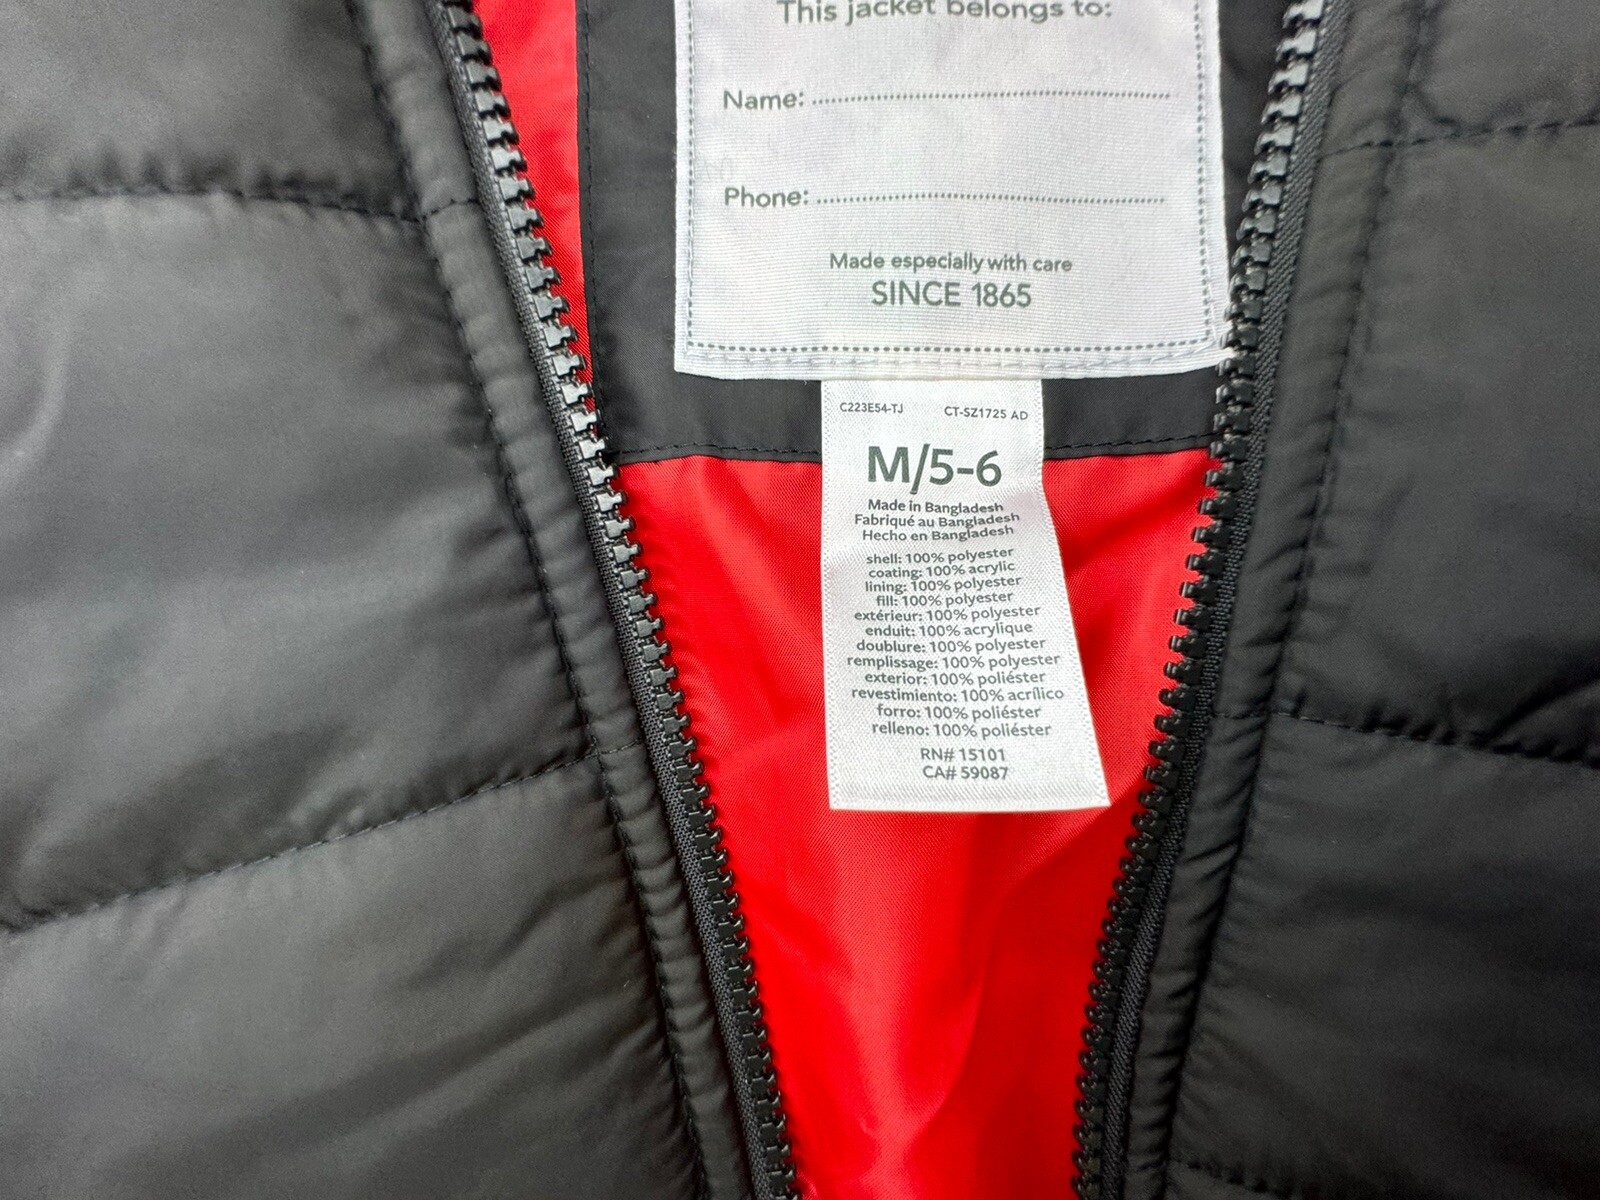 This jacket belongs to:
Name:
Phone:
Made especially with care
SINCE 1865
C223E54-TJ CT-SZ1725 AD
M/5-6
Made in Bangladesh
Fabriqué au Bangladesh
Hecho en Bangladesh
shell: 100% polyester
coating: 100% acrylic
lining: 100% polyester
fill: 100% polyester
extérieur: 100% polyester
enduit: 100% acrylique
doublure: 100% polyester
remplissage: 100% polyester
exterior: 100% poliéster
revestimiento: 100% acrílico
forro: 100% poliéster
relleno: 100% poliéster
RN# 15101
CA# 59087